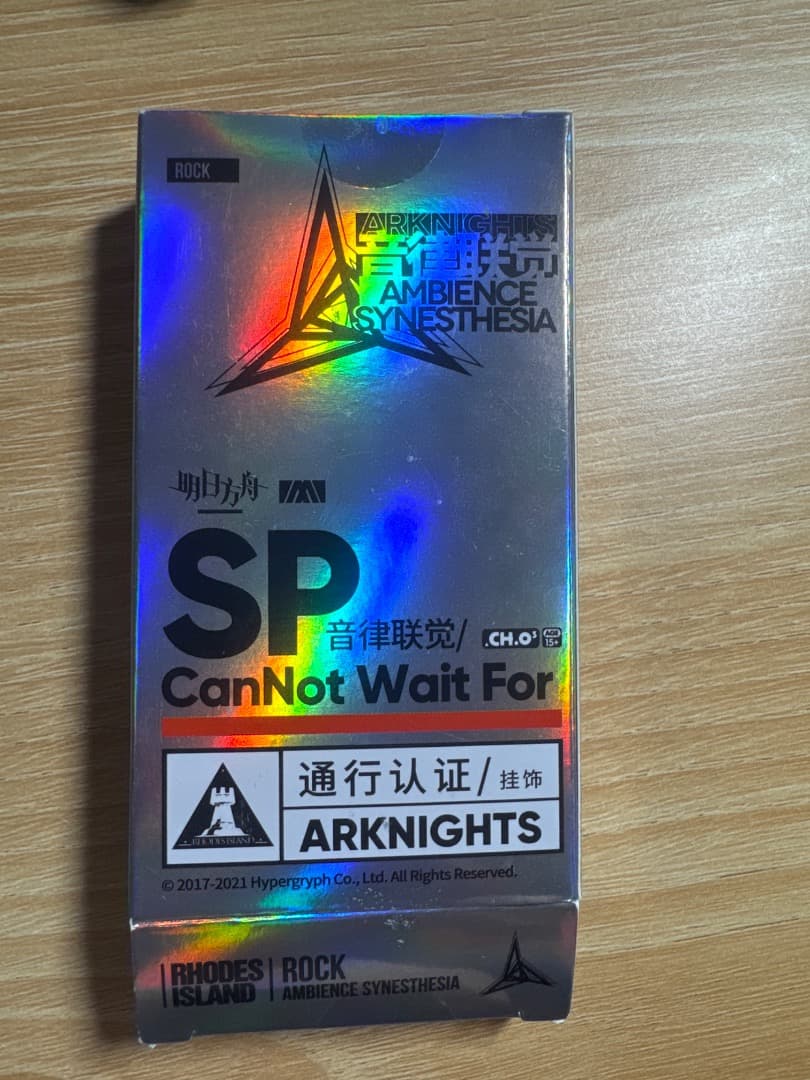 ROCK
ARKNIGHTS
音律联觉
AMBIENCE
SYNESTHESIA
明日方舟
SP
音律联觉/
.CH.O³
AGE
15+
CanNot Wait For
通行认证/挂饰
RHODES ISLAND
ARKNIGHTS
© 2017-2021 Hypergryph Co., Ltd. All Rights Reserved.
RHODES
ISLAND
ROCK
AMBIENCE SYNESTHESIA